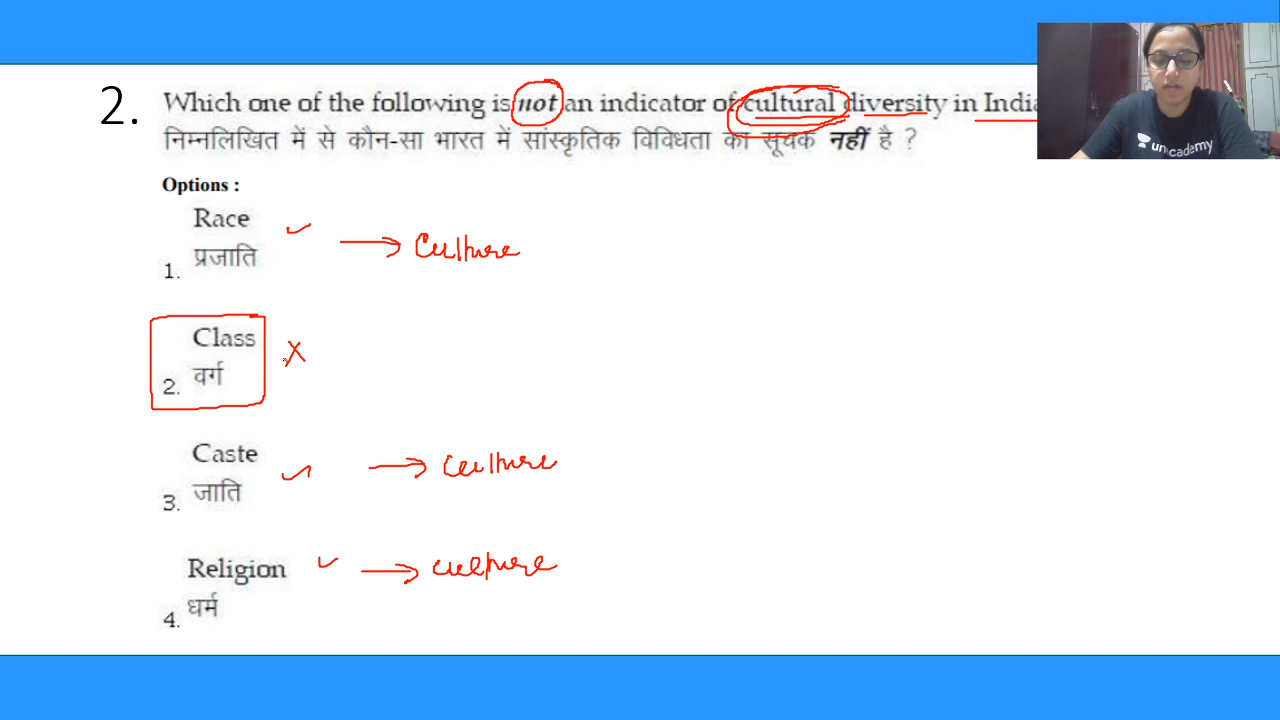 2. Which one of the following is not an indicator of cultural diversity in India
निम्नलिखित में से कौन-सा भारत में सांस्कृतिक विविधता का सूचक नहीं है ?
Options :
Race → Culture
1. प्रजाति
Class
2. वर्ग
Caste → culture
3. जाति
Religion → culture
4. धर्म
unacademy